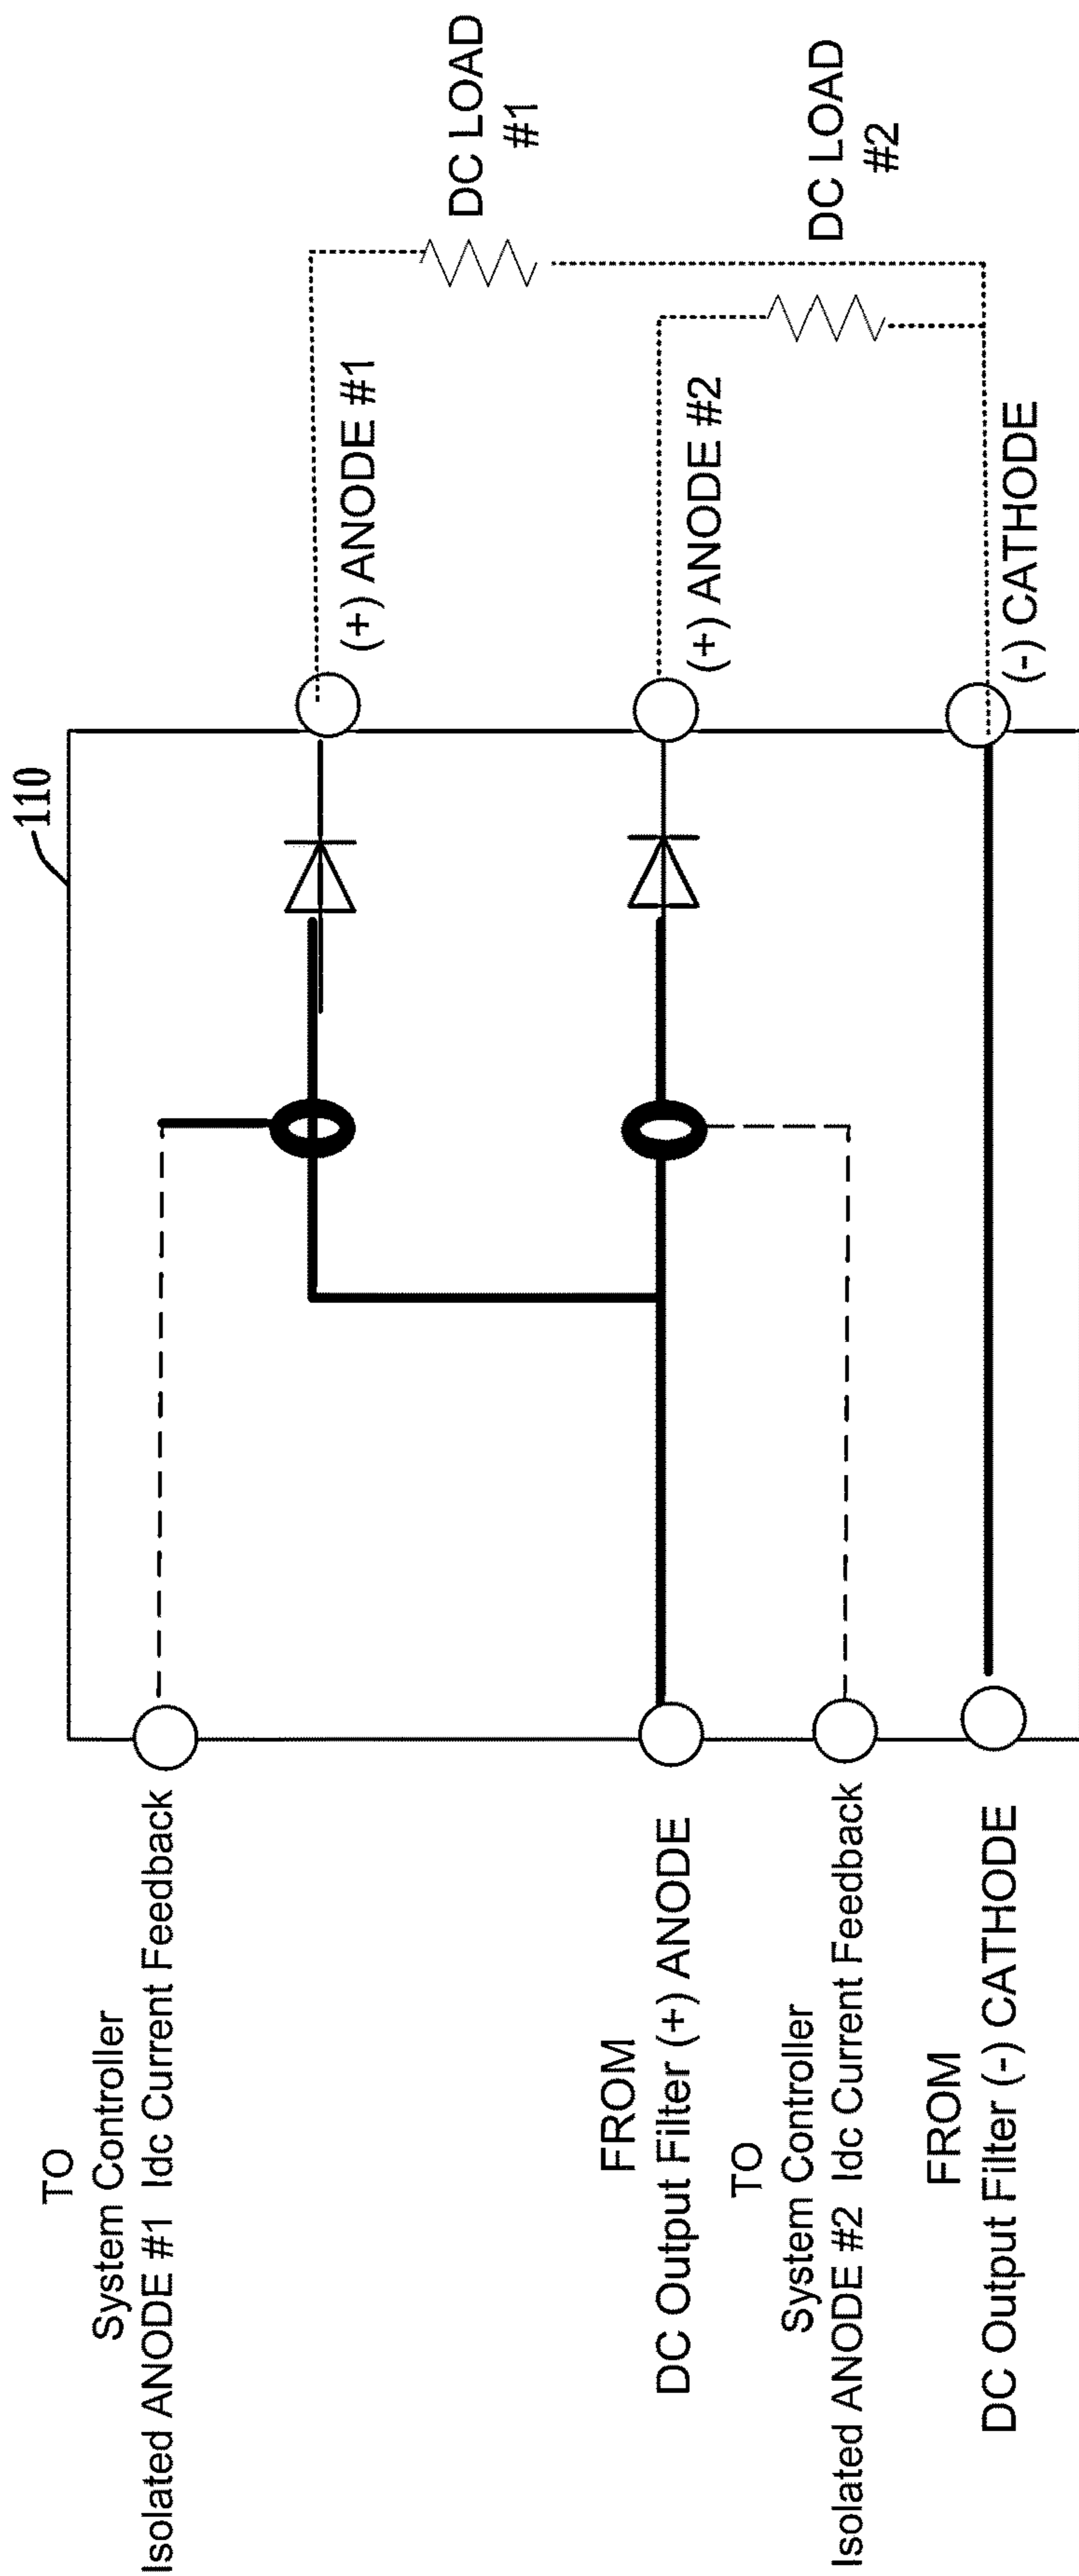 110
TO
System Controller
Isolated ANODE #1 Idc Current Feedback
FROM
DC Output Filter (+) ANODE
TO
System Controller
Isolated ANODE #2 Idc Current Feedback
FROM
DC Output Filter (-) CATHODE
(+) ANODE #1
(+) ANODE #2
(-) CATHODE
DC LOAD
#1
DC LOAD
#2